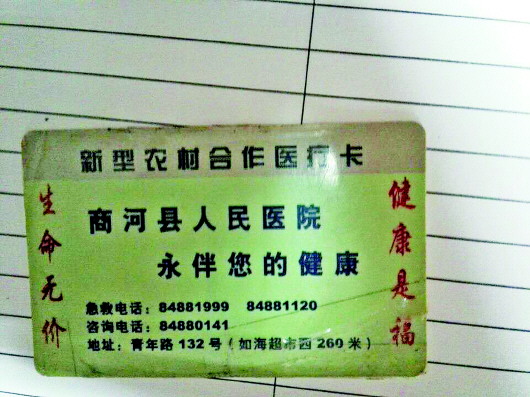 新型农村合作医疗卡
生命无价
商河县人民医院
永伴您的健康
健康是福
急救电话：84881999 84881120
咨询电话：84880141
地址：青年路132号（如海超市西260米）